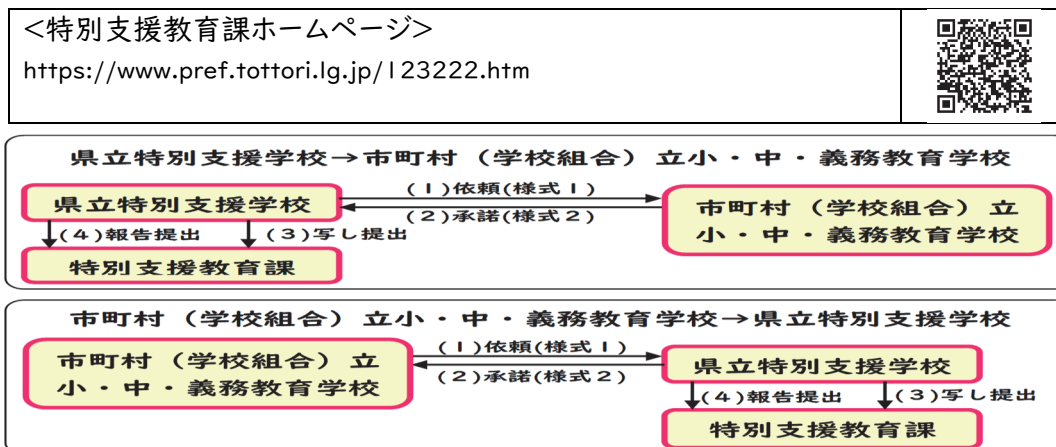 <特別支援教育課ホームページ>
https://www.pref.tottori.lg.jp/123222.htm
県立特別支援学校→市町村（学校組合）立小・中・義務教育学校
県立特別支援学校
(1)依頼(様式1)
(2)承諾(様式2)
市町村（学校組合）立
小・中・義務教育学校
(4)報告提出
(3)写し提出
特別支援教育課
市町村（学校組合）立小・中・義務教育学校→県立特別支援学校
市町村（学校組合）立
小・中・義務教育学校
(1)依頼(様式1)
(2)承諾(様式2)
県立特別支援学校
(4)報告提出
(3)写し提出
特別支援教育課